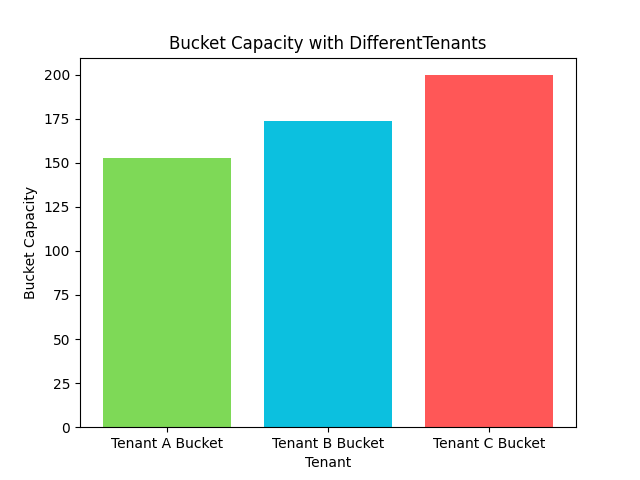 Bucket Capacity with DifferentTenants
Bucket Capacity
200
175
150
125
100
75
50
25
0
Tenant A Bucket
Tenant B Bucket
Tenant C Bucket
Tenant